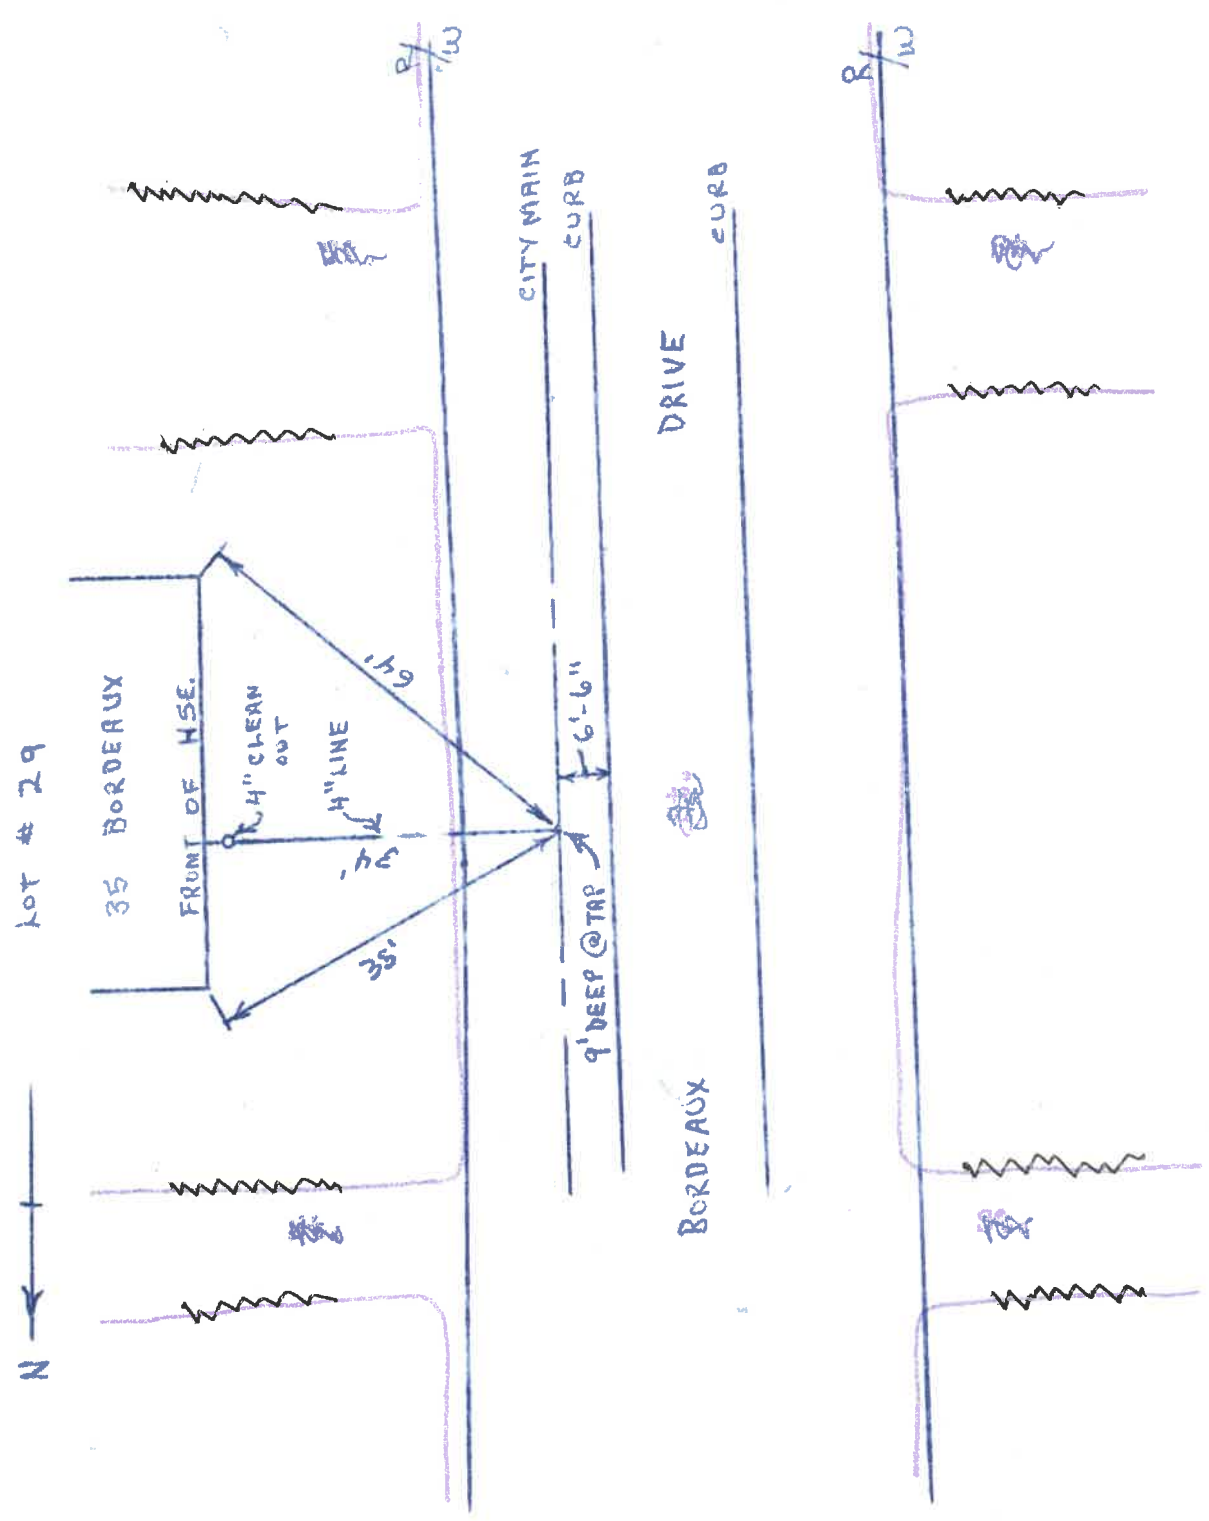 LOT # 29
35 BORDEAUX
FRONT OF HSE.
4" CLEAN
OUT
4" LINE
34'
35'
64'
6'-6"
9' DEEP @ TAP
CITY MAIN
CURB
BORDEAUX DRIVE
CURB
R/W
R/W
N